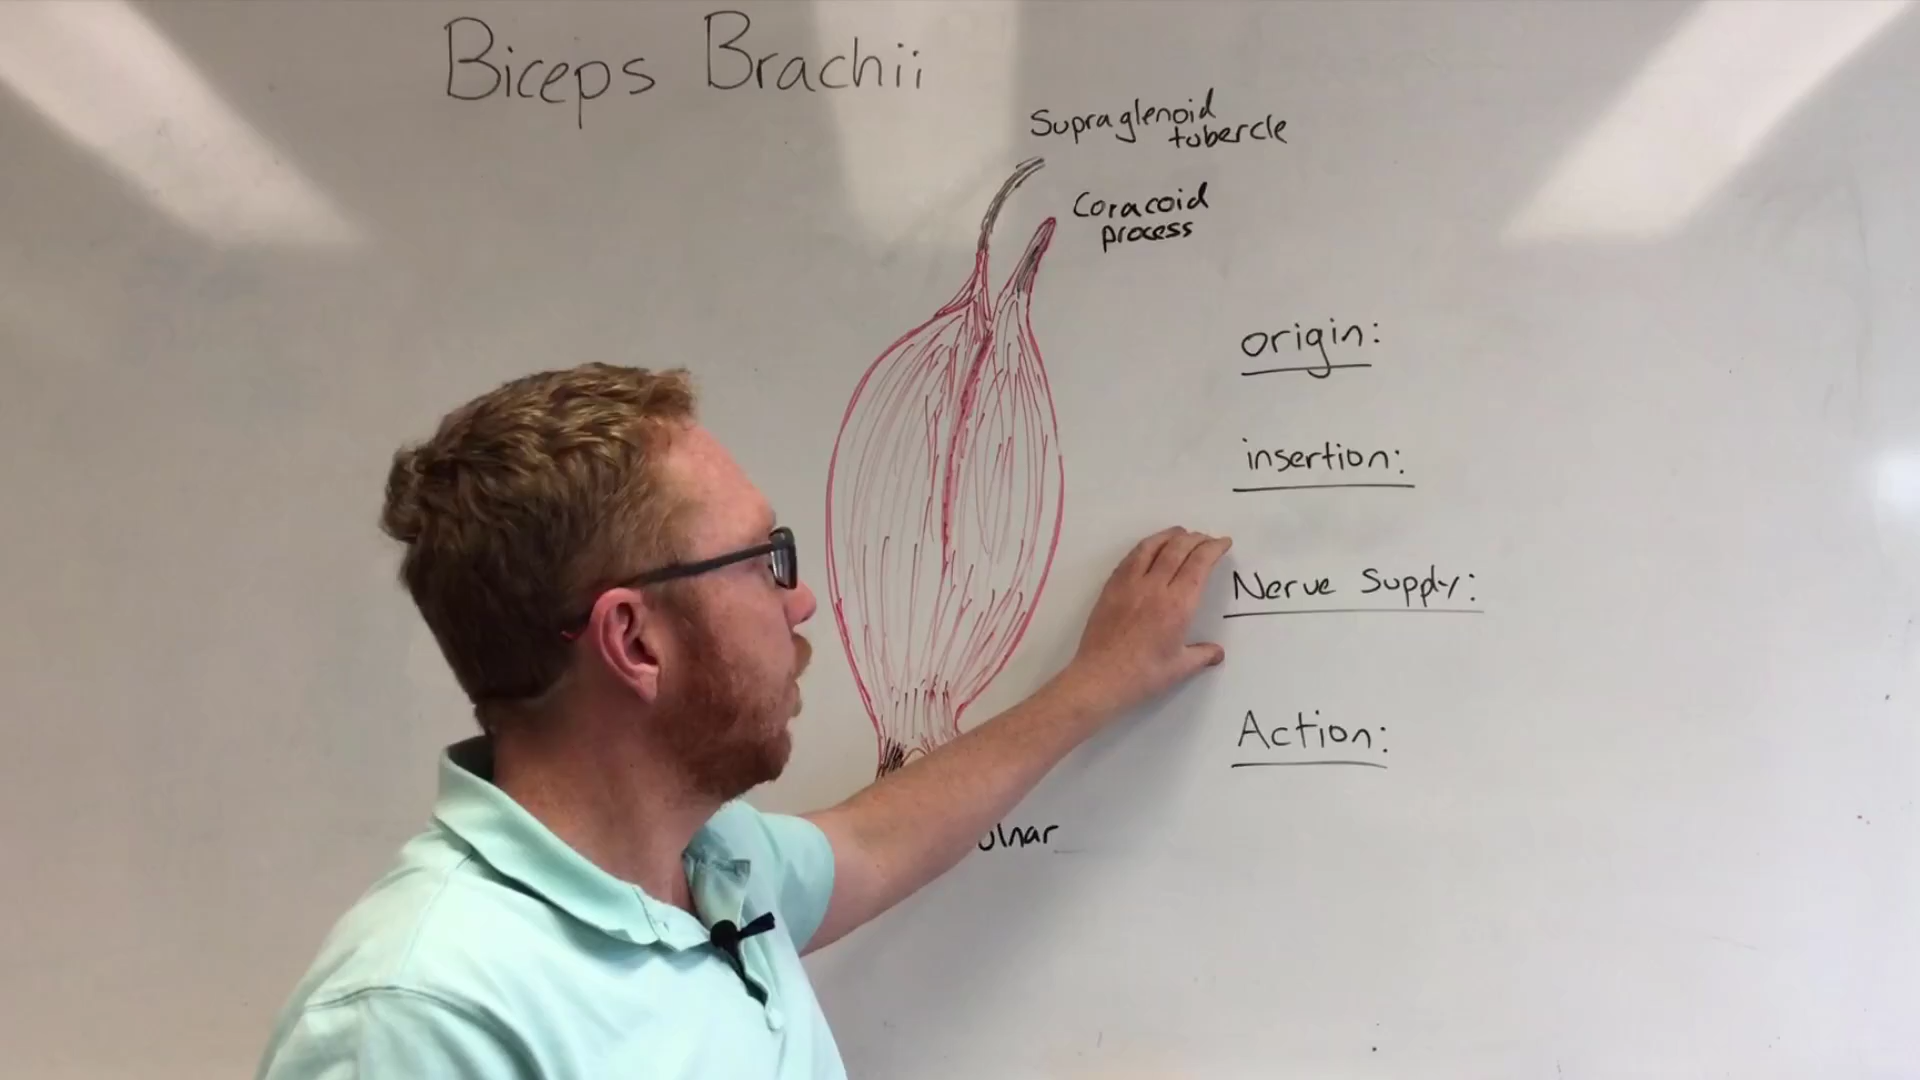 Biceps Brachii
Supraglenoid
tubercle
Coracoid
process
origin:
insertion:
Nerve Supply:
Action:
ulnar